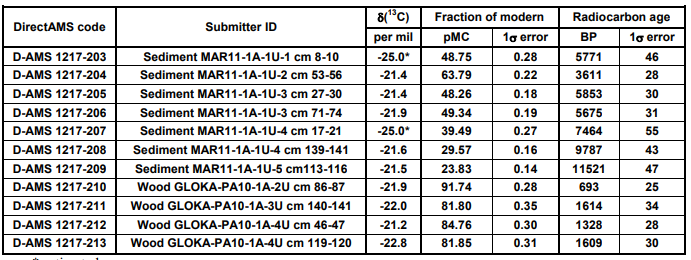 DirectAMS code Submitter ID δ(¹³C) Fraction of modern Radiocarbon age
per mil pMC 1σ error BP 1σ error
D-AMS 1217-203 Sediment MAR11-1A-1U-1 cm 8-10 -25.0* 48.75 0.28 5771 46
D-AMS 1217-204 Sediment MAR11-1A-1U-2 cm 53-56 -21.4 63.79 0.22 3611 28
D-AMS 1217-205 Sediment MAR11-1A-1U-3 cm 27-30 -21.4 48.26 0.18 5853 30
D-AMS 1217-206 Sediment MAR11-1A-1U-3 cm 71-74 -21.9 49.34 0.19 5675 31
D-AMS 1217-207 Sediment MAR11-1A-1U-4 cm 17-21 -25.0* 39.49 0.27 7464 55
D-AMS 1217-208 Sediment MAR11-1A-1U-4 cm 139-141 -21.6 29.57 0.16 9787 43
D-AMS 1217-209 Sediment MAR11-1A-1U-5 cm113-116 -21.5 23.83 0.14 11521 47
D-AMS 1217-210 Wood GLOKA-PA10-1A-2U cm 86-87 -21.9 91.74 0.28 693 25
D-AMS 1217-211 Wood GLOKA-PA10-1A-3U cm 140-141 -22.0 81.80 0.35 1614 34
D-AMS 1217-212 Wood GLOKA-PA10-1A-4U cm 46-47 -21.2 84.76 0.30 1328 28
D-AMS 1217-213 Wood GLOKA-PA10-1A-4U cm 119-120 -22.8 81.85 0.31 1609 30